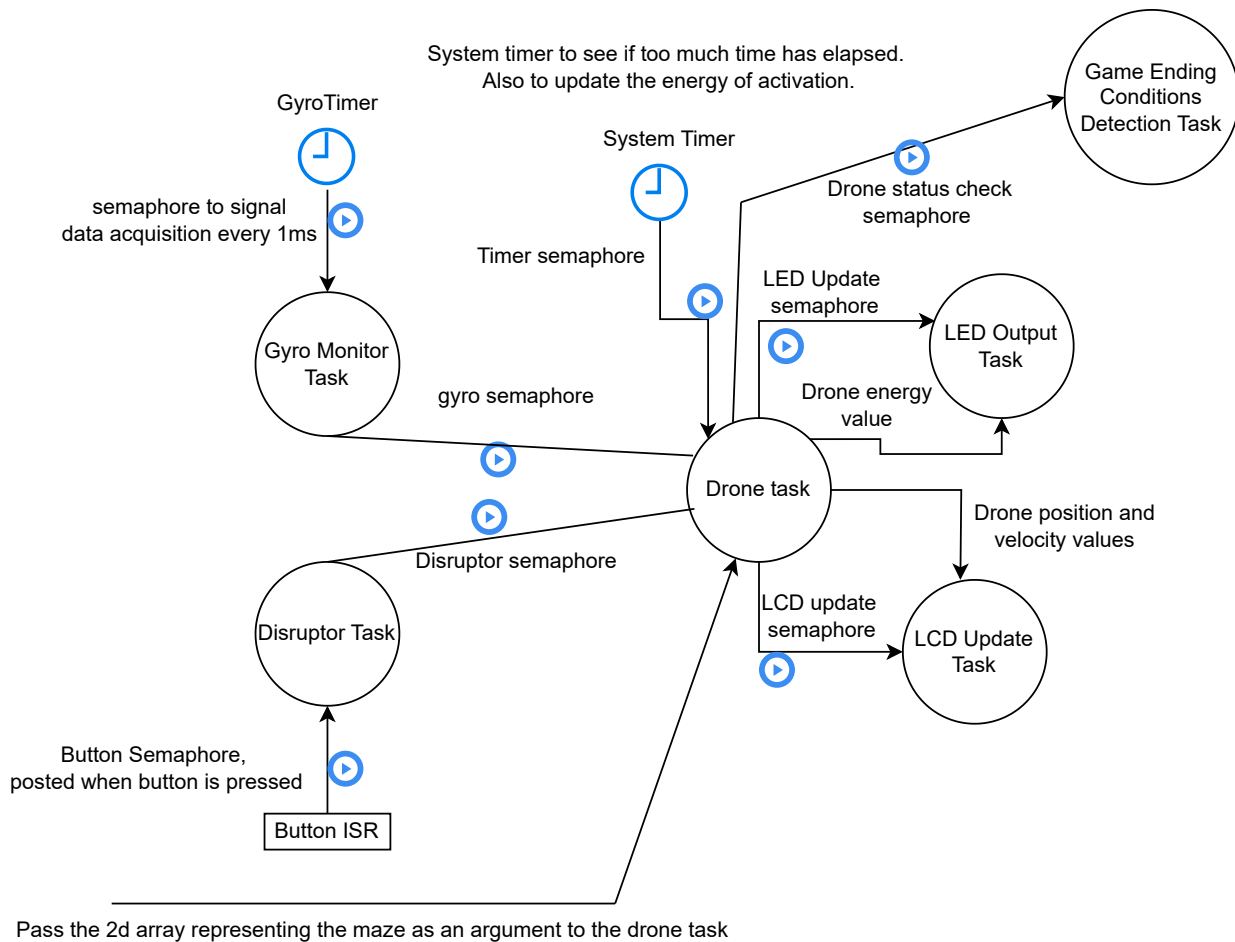 System timer to see if too much time has elapsed.
Also to update the energy of activation.
Game Ending
Conditions
Detection Task
GyroTimer
System Timer
Drone status check
semaphore
semaphore to signal
data acquisition every 1ms
Timer semaphore
LED Update
semaphore
LED Output
Task
Gyro Monitor
Task
gyro semaphore
Drone energy
value
Drone task
Drone position and
velocity values
Disruptor semaphore
LCD update
semaphore
Disruptor Task
LCD Update
Task
Button Semaphore,
posted when button is pressed
Button ISR
Pass the 2d array representing the maze as an argument to the drone task